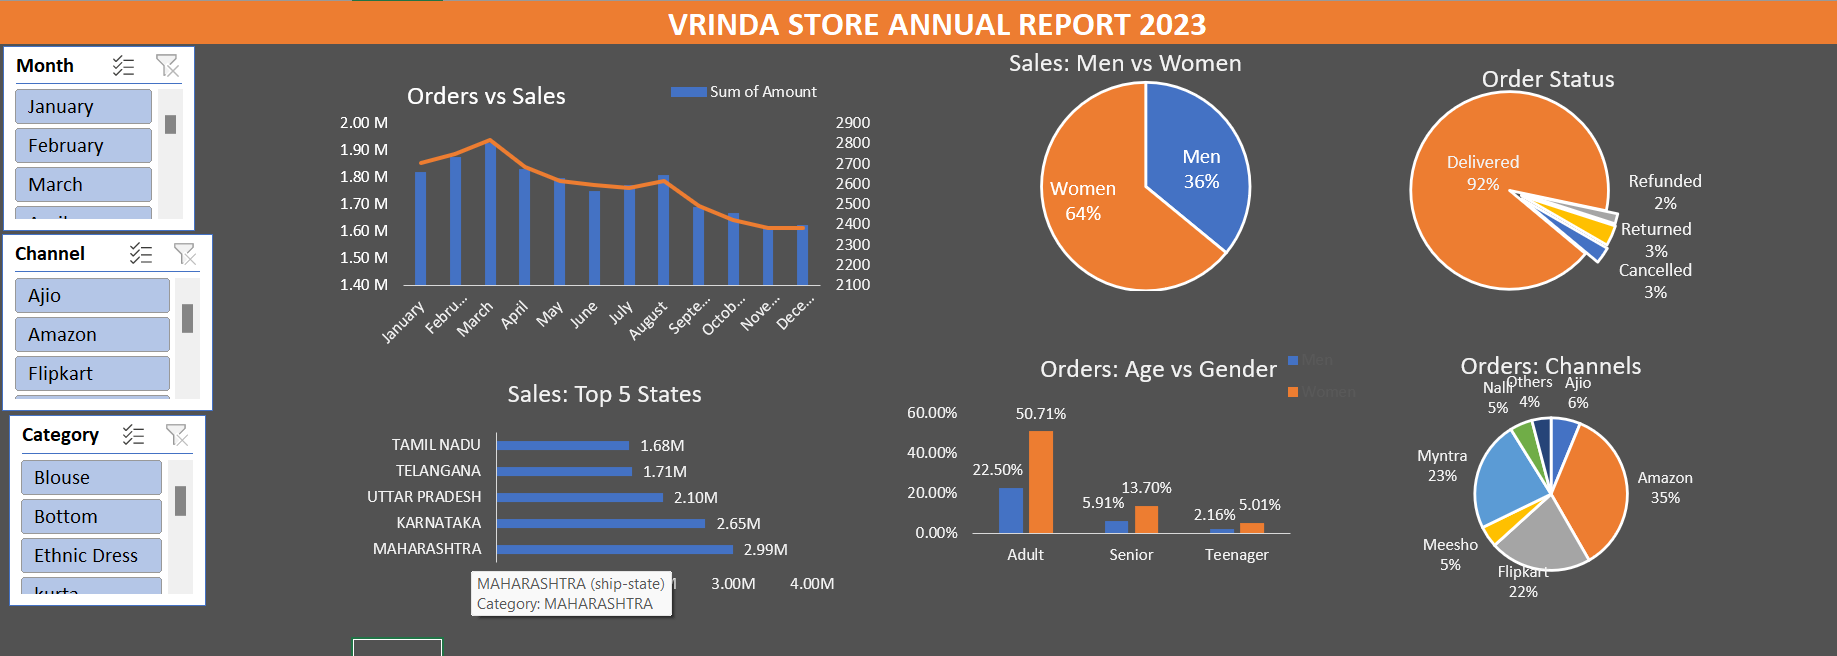 VRINDA STORE ANNUAL REPORT 2023
Month
January
February
March
April
Channel
Ajio
Amazon
Flipkart
Category
Blouse
Bottom
Ethnic Dress
kurta
Orders vs Sales
Sum of Amount
2.00 M
1.90 M
1.80 M
1.70 M
1.60 M
1.50 M
1.40 M
2900
2800
2700
2600
2500
2400
2300
2200
2100
January
Febru...
March
April
May
June
July
August
Septe...
Octob...
Nove...
Dece...
Sales: Top 5 States
TAMIL NADU
1.68M
TELANGANA
1.71M
UTTAR PRADESH
2.10M
KARNATAKA
2.65M
MAHARASHTRA
2.99M
3.00M 4.00M
MAHARASHTRA (ship-state)
Category: MAHARASHTRA
Sales: Men vs Women
Men
36%
Women
64%
Order Status
Delivered
92%
Refunded
2%
Returned
3%
Cancelled
3%
Orders: Age vs Gender
Men
Women
60.00%
40.00%
20.00%
0.00%
22.50%
50.71%
5.91%
13.70%
2.16%
5.01%
Adult
Senior
Teenager
Orders: Channels
Nalli
5%
Others
4%
Ajio
6%
Myntra
23%
Amazon
35%
Meesho
5%
Flipkart
22%